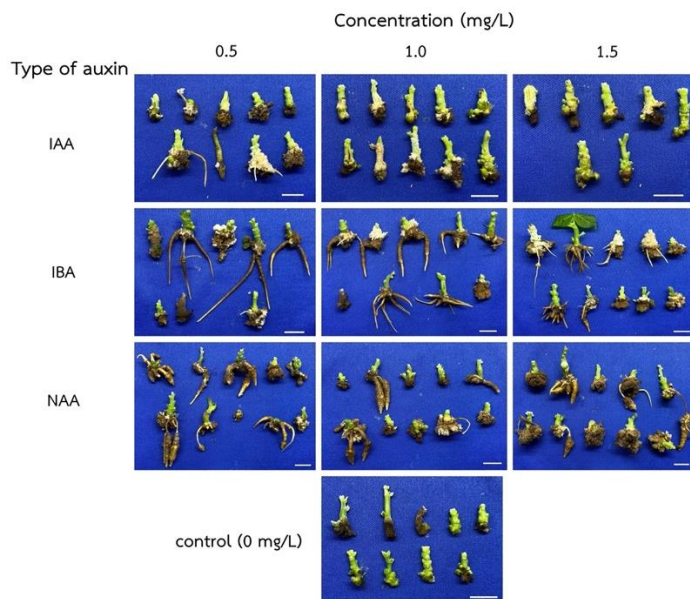 Concentration (mg/L)
0.5 1.0 1.5
Type of auxin
IAA
IBA
NAA
control (0 mg/L)